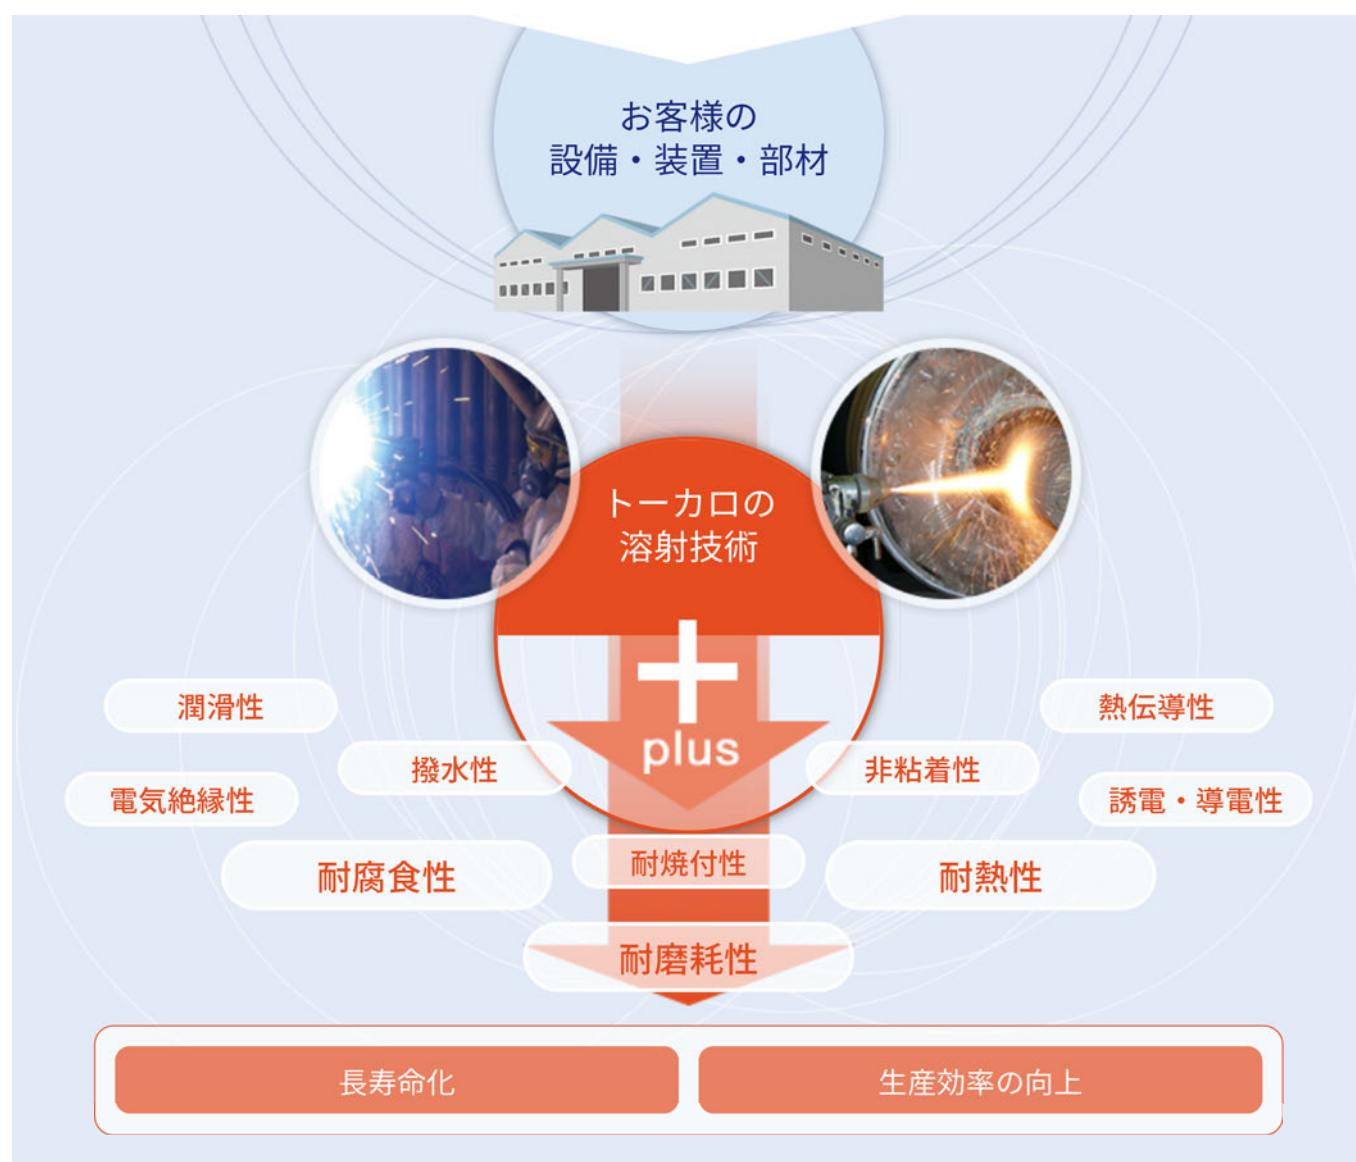 お客様の
設備・装置・部材
トーカロの
溶射技術
plus
潤滑性
熱伝導性
撥水性
非粘着性
電気絶縁性
誘電・導電性
耐腐食性
耐焼付性
耐熱性
耐磨耗性
長寿命化
生産効率の向上